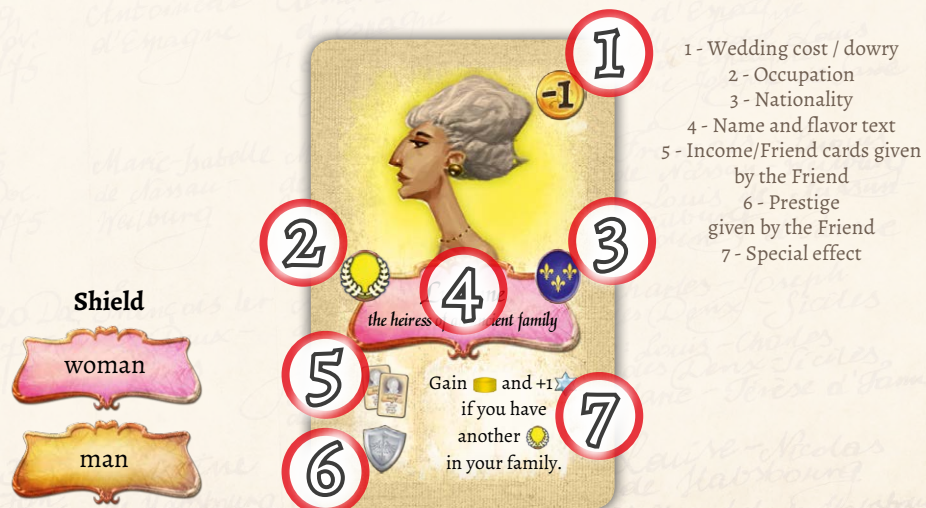 1
-1
1 - Wedding cost / dowry
2 - Occupation
3 - Nationality
4 - Name and flavor text
5 - Income/Friend cards given
by the Friend
6 - Prestige
given by the Friend
7 - Special effect
2
3
4
the heiress family
Shield
woman
man
5
Gain and +1
if you have
another
in your family.
7
6